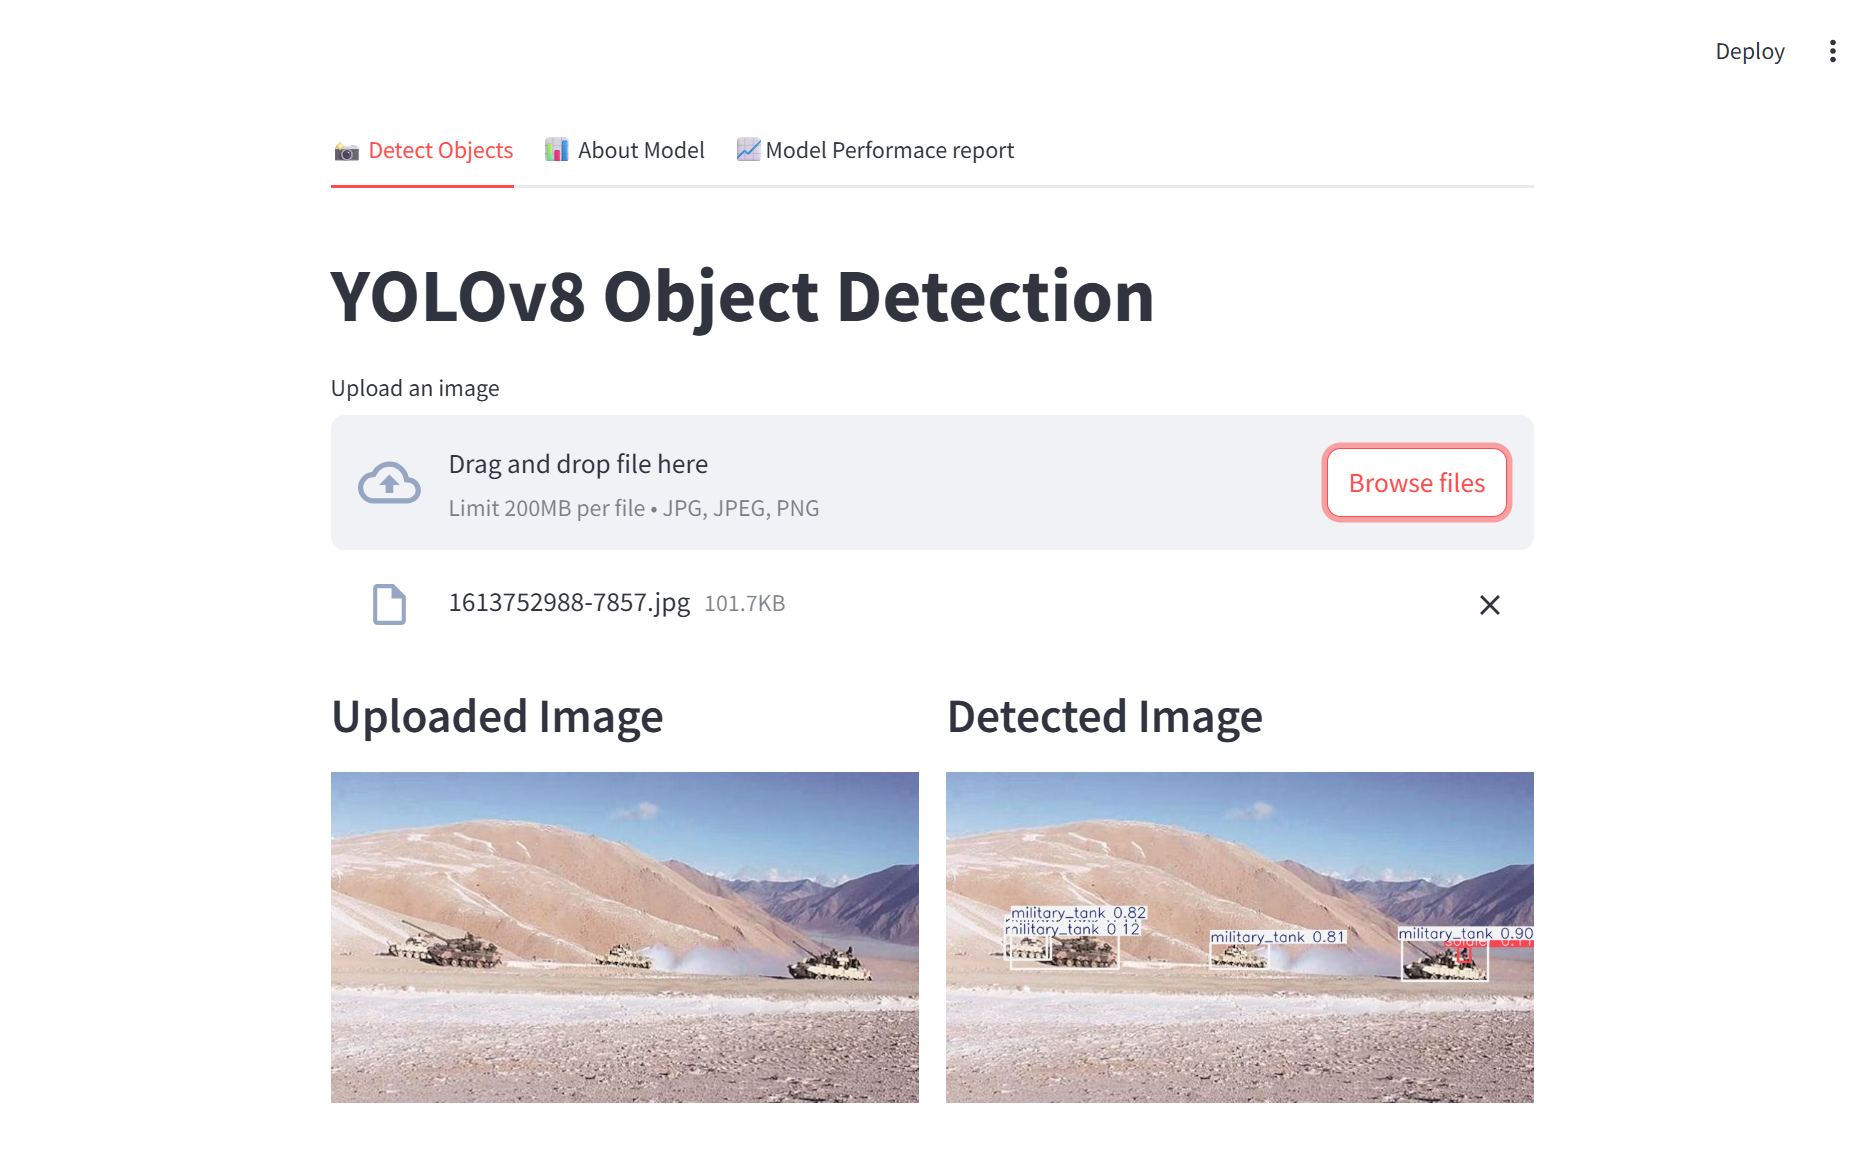 Deploy
Detect Objects
About Model
Model Performace report
YOLOv8 Object Detection
Upload an image
Drag and drop file here
Limit 200MB per file • JPG, JPEG, PNG
Browse files
1613752988-7857.jpg 101.7KB
Uploaded Image
Detected Image
military_tank 0.82
military_tank 0.12
military_tank 0.81
military_tank 0.90